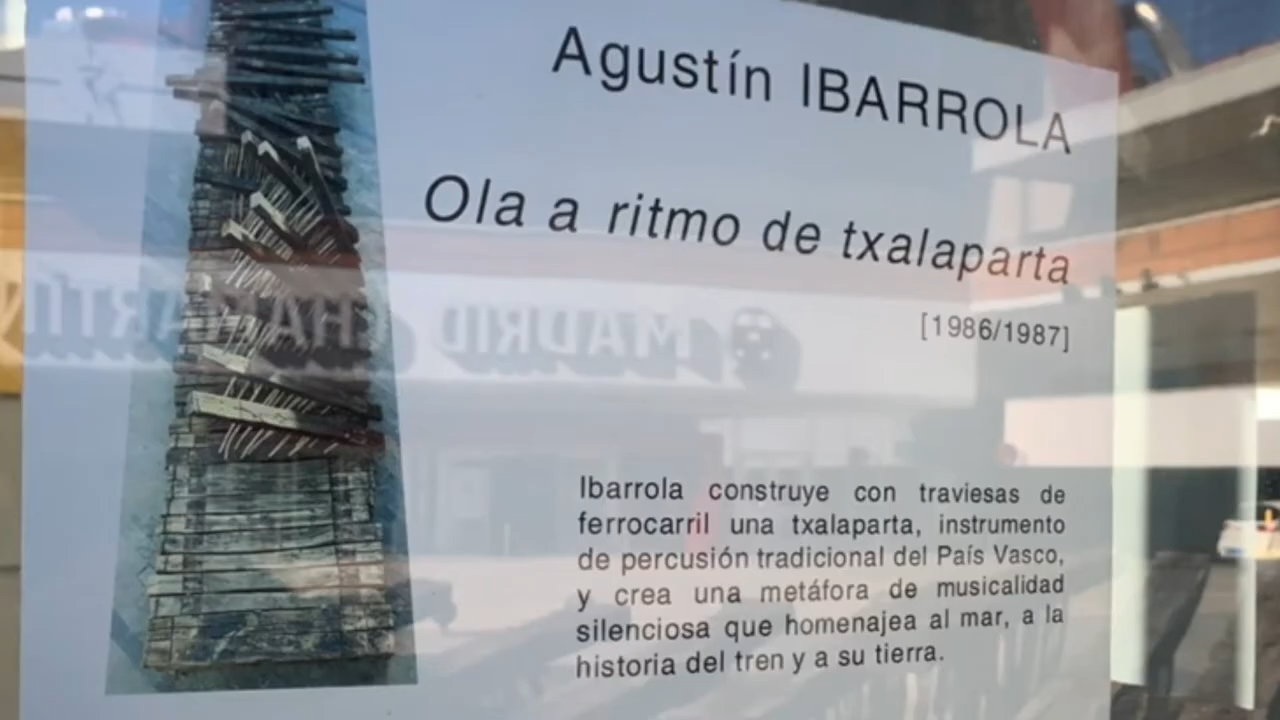 Agustín IBARROLA
Ola a ritmo de txalaparta
[1986/1987]
MADRID CHAMARTÍN
Ibarrola construye con traviesas de
ferrocarril una txalaparta, instrumento
de percusión tradicional del País Vasco,
y crea una metáfora de musicalidad
silenciosa que homenajea al mar, a la
historia del tren y a su tierra.